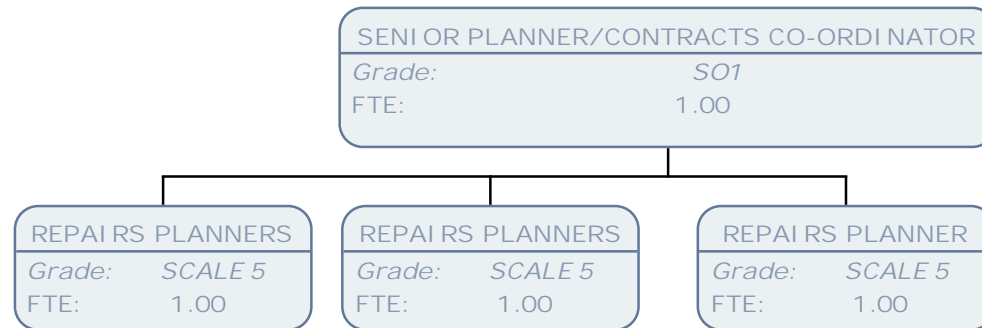 SENIOR PLANNER/CONTRACTS CO-ORDINATOR
Grade: SO1
FTE: 1.00
REPAIRS PLANNERS
Grade: SCALE 5
FTE: 1.00
REPAIRS PLANNERS
Grade: SCALE 5
FTE: 1.00
REPAIRS PLANNER
Grade: SCALE 5
FTE: 1.00